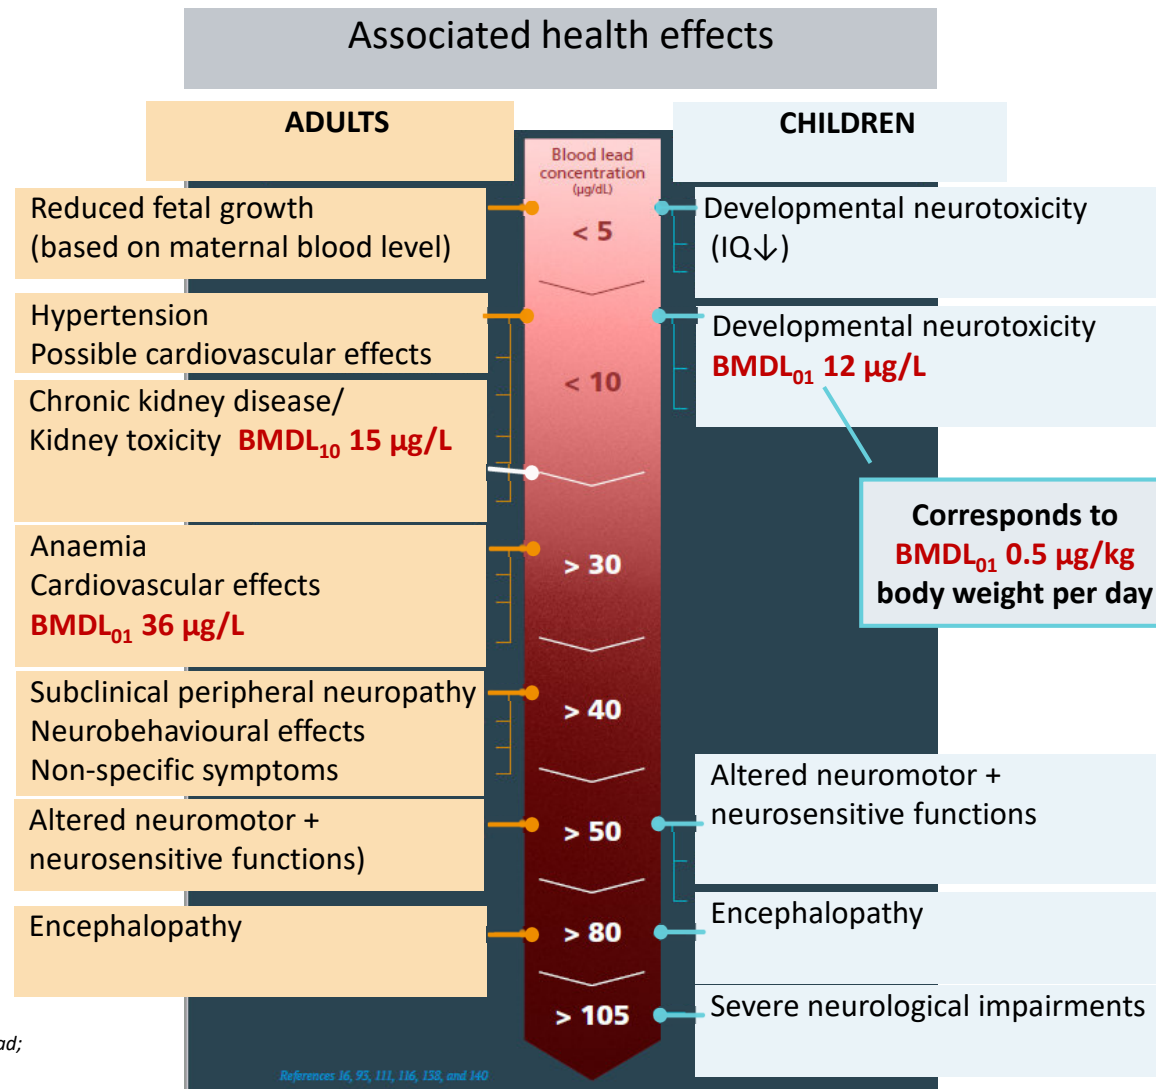 Associated health effects
ADULTS
CHILDREN
Blood lead
concentration
(µg/dL)
Reduced fetal growth
(based on maternal blood level)
< 5
Developmental neurotoxicity
(IQ↓)
Hypertension
Possible cardiovascular effects
< 10
Developmental neurotoxicity
BMDL01 12 µg/L
Chronic kidney disease/
Kidney toxicity BMDL10 15 µg/L
Corresponds to
BMDL01 0.5 µg/kg
body weight per day
Anaemia
Cardiovascular effects
BMDL01 36 µg/L
> 30
Subclinical peripheral neuropathy
Neurobehavioural effects
Non-specific symptoms
> 40
Altered neuromotor +
neurosensitive functions)
> 50
Altered neuromotor +
neurosensitive functions
Encephalopathy
> 80
Encephalopathy
> 105
Severe neurological impairments
ad;
References 16, 93, 111, 116, 138, and 140